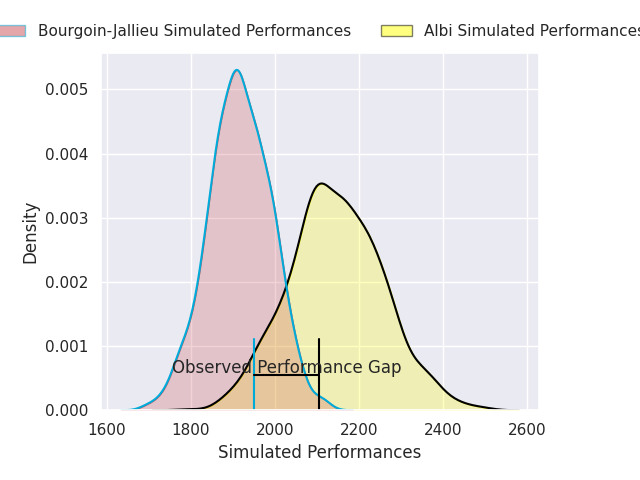 Bourgoin-Jallieu Simulated Performances Albi Simulated Performances
0.005
0.004
0.003
0.002
0.001
0.000
Density
Observed Performance Gap
1600 1800 2000 2200 2400 2600
Simulated Performances